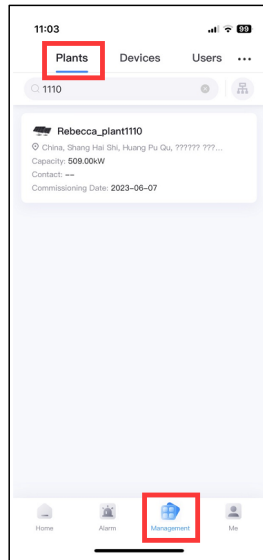 11:03
99
Plants Devices Users ...
1110
Rebecca_plant1110
China, Shang Hai Shi, Huang Pu Qu, ?????? ???...
Capacity: 509.00kW
Contact: --
Commissioning Date: 2023-06-07
Home Alarm Management Me